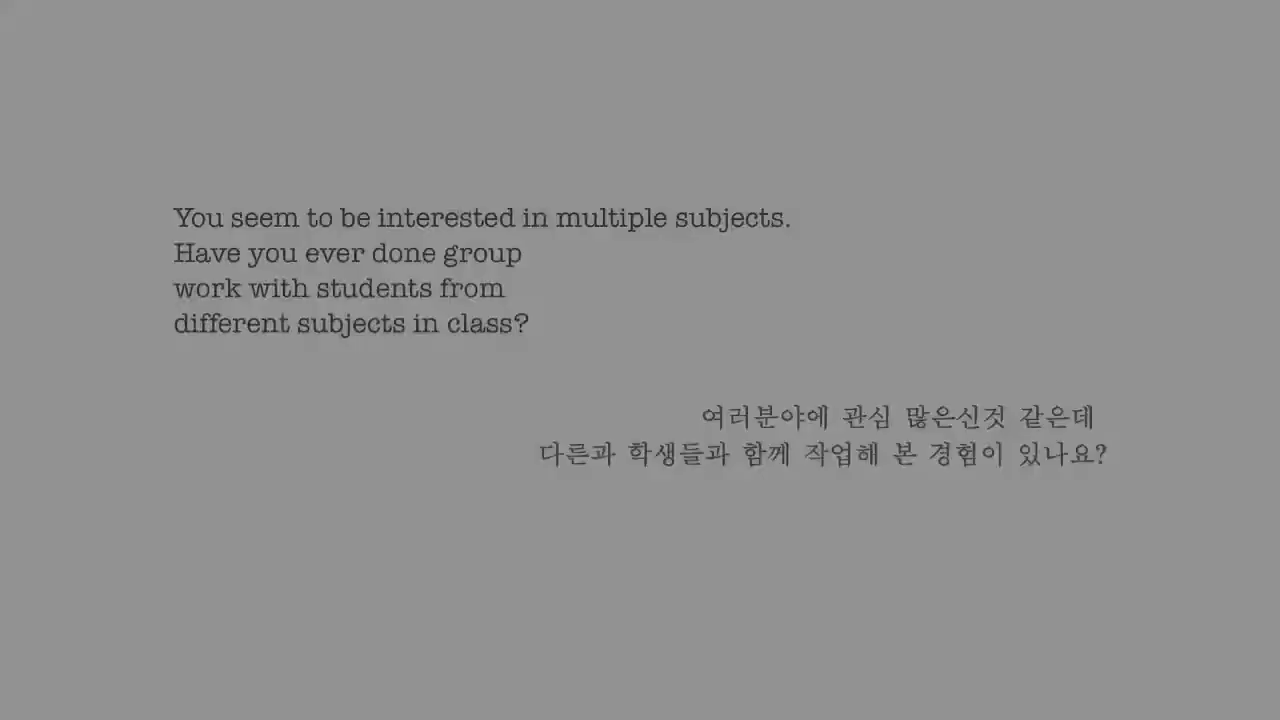 You seem to be interested in multiple subjects.
Have you ever done group
work with students from
different subjects in class?
여러분야에 관심 많은신것 같은데
다른과 학생들과 함께 작업해 본 경험이 있나요?